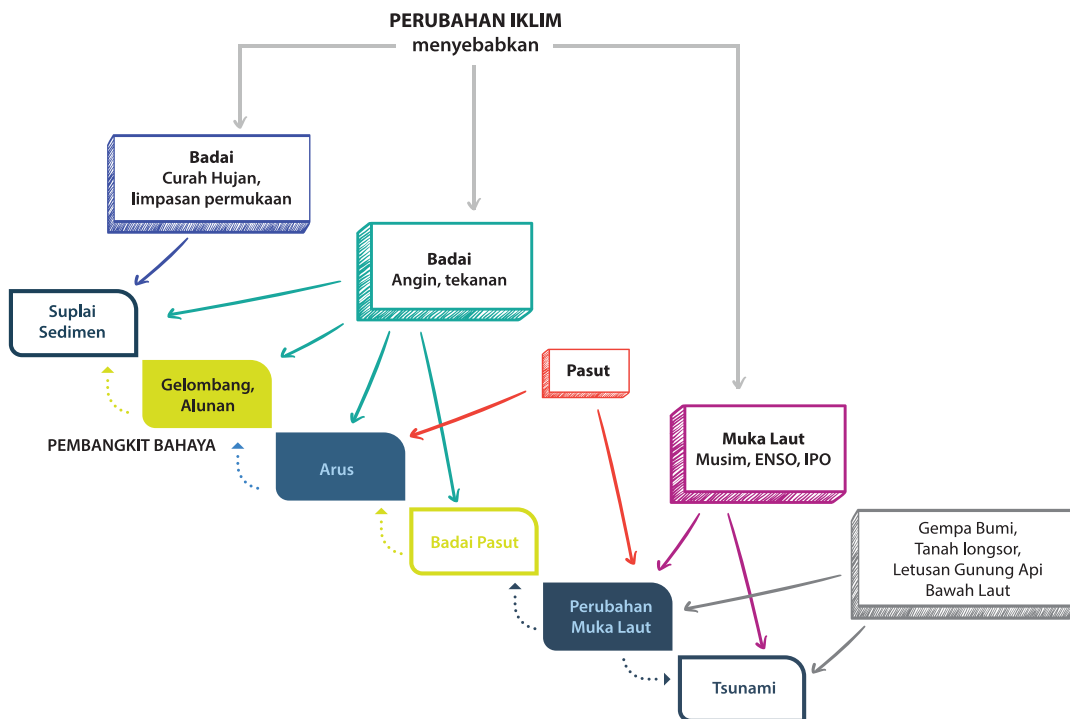 PERUBAHAN IKLIM
menyebabkan
Badai
Curah Hujan,
limpasan permukaan
Badai
Angin, tekanan
Suplai
Sedimen
Gelombang,
Alunan
Pasut
PEMBANGKIT BAHAYA
Arus
Muka Laut
Musim, ENSO, IPO
Badai Pasut
Gempa Bumi,
Tanah longsor,
Letusan Gunung Api
Bawah Laut
Perubahan
Muka Laut
Tsunami